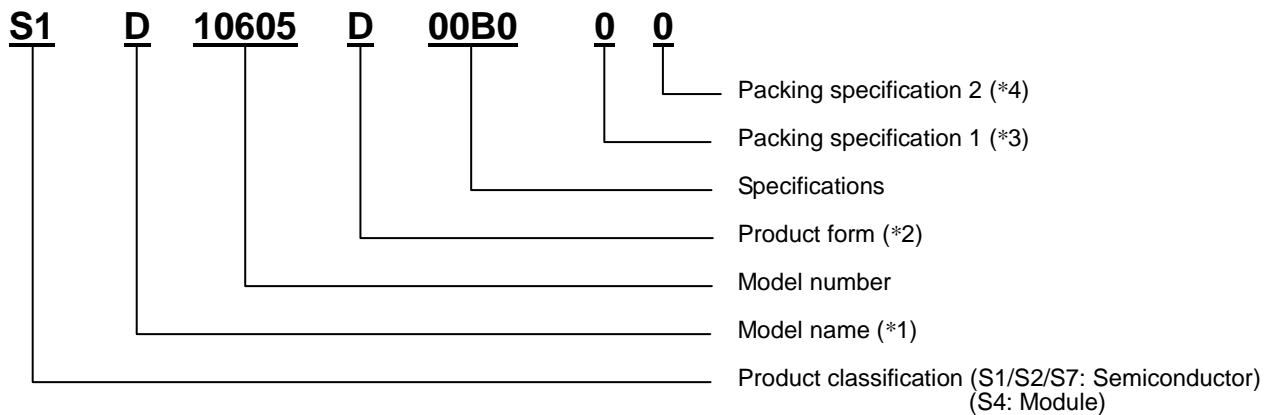 S1 D 10605 D 00B0 0 0
Packing specification 2 (*4)
Packing specification 1 (*3)
Specifications
Product form (*2)
Model number
Model name (*1)
Product classification (S1/S2/S7: Semiconductor)
(S4: Module)